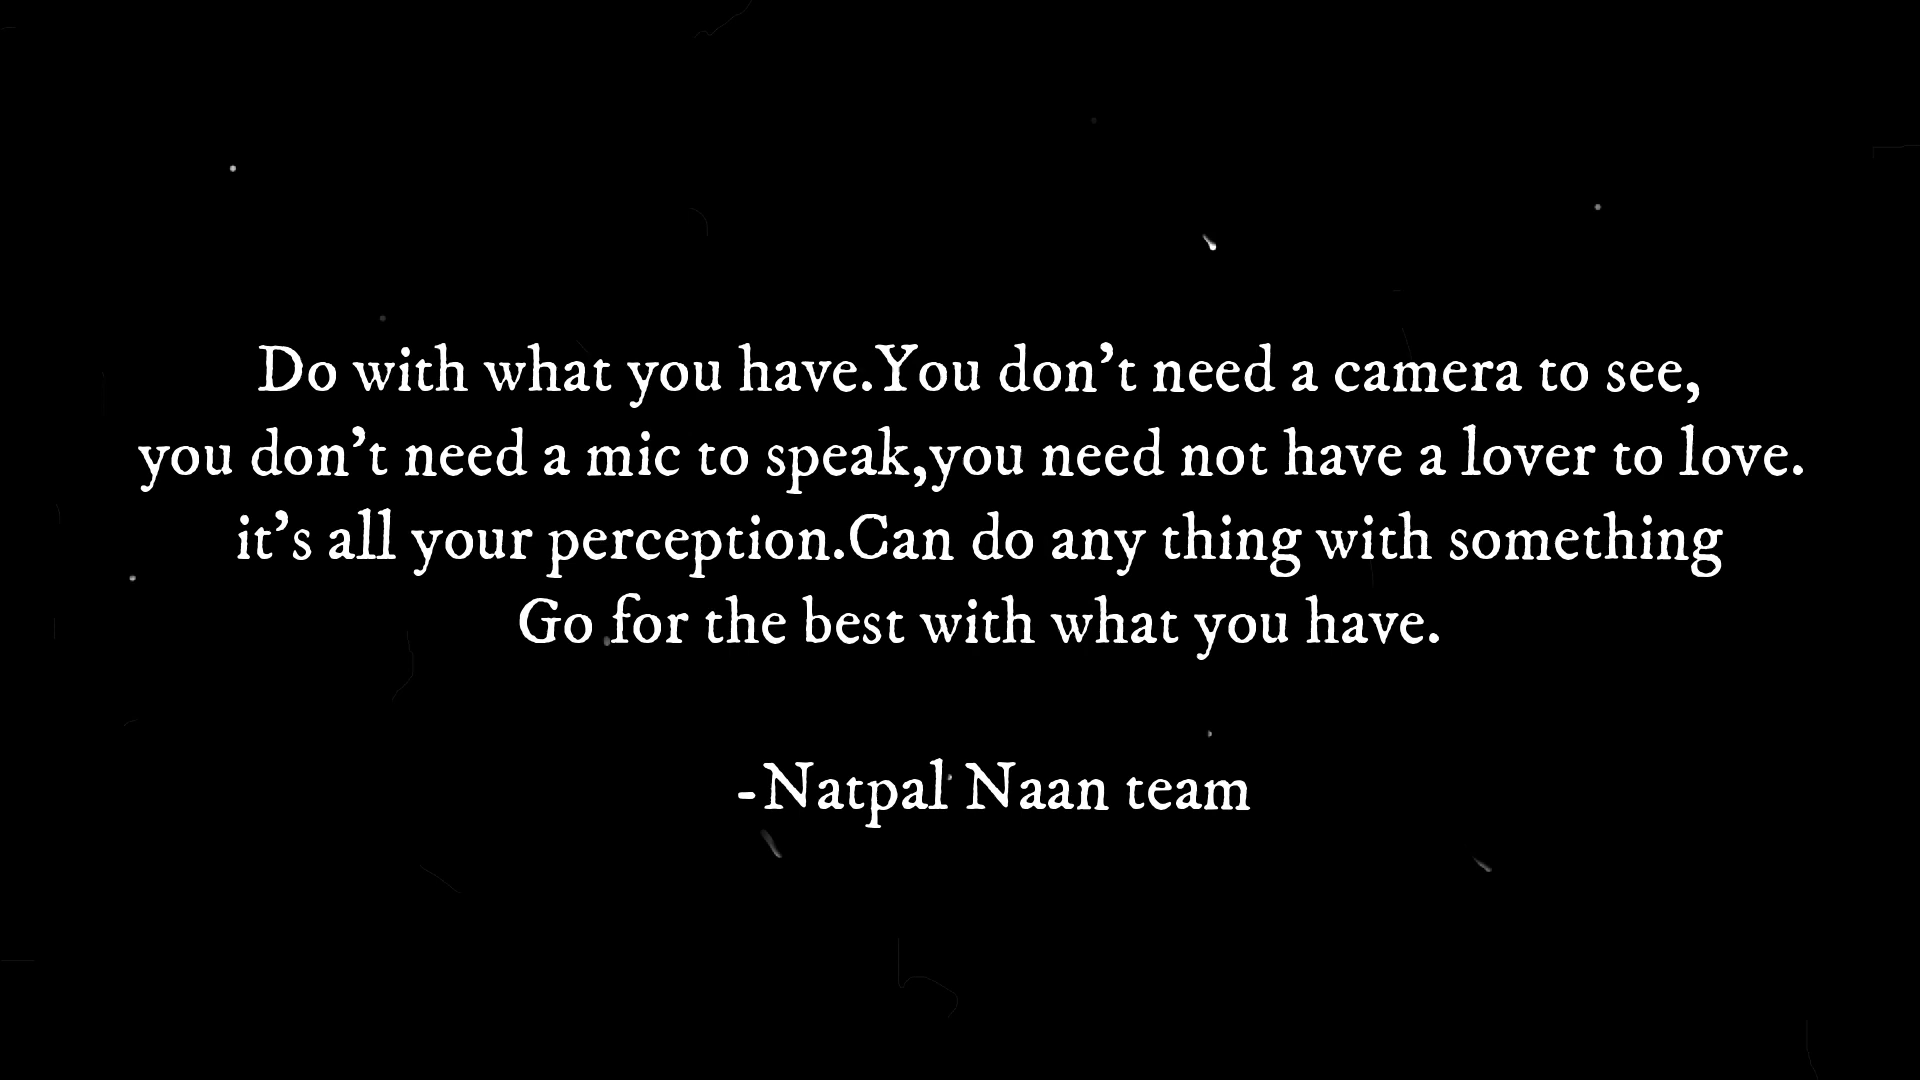 Do with what you have.You don't need a camera to see,
you don't need a mic to speak,you need not have a lover to love.
it's all your perception.Can do any thing with something
Go for the best with what you have.
-Natpal Naan team